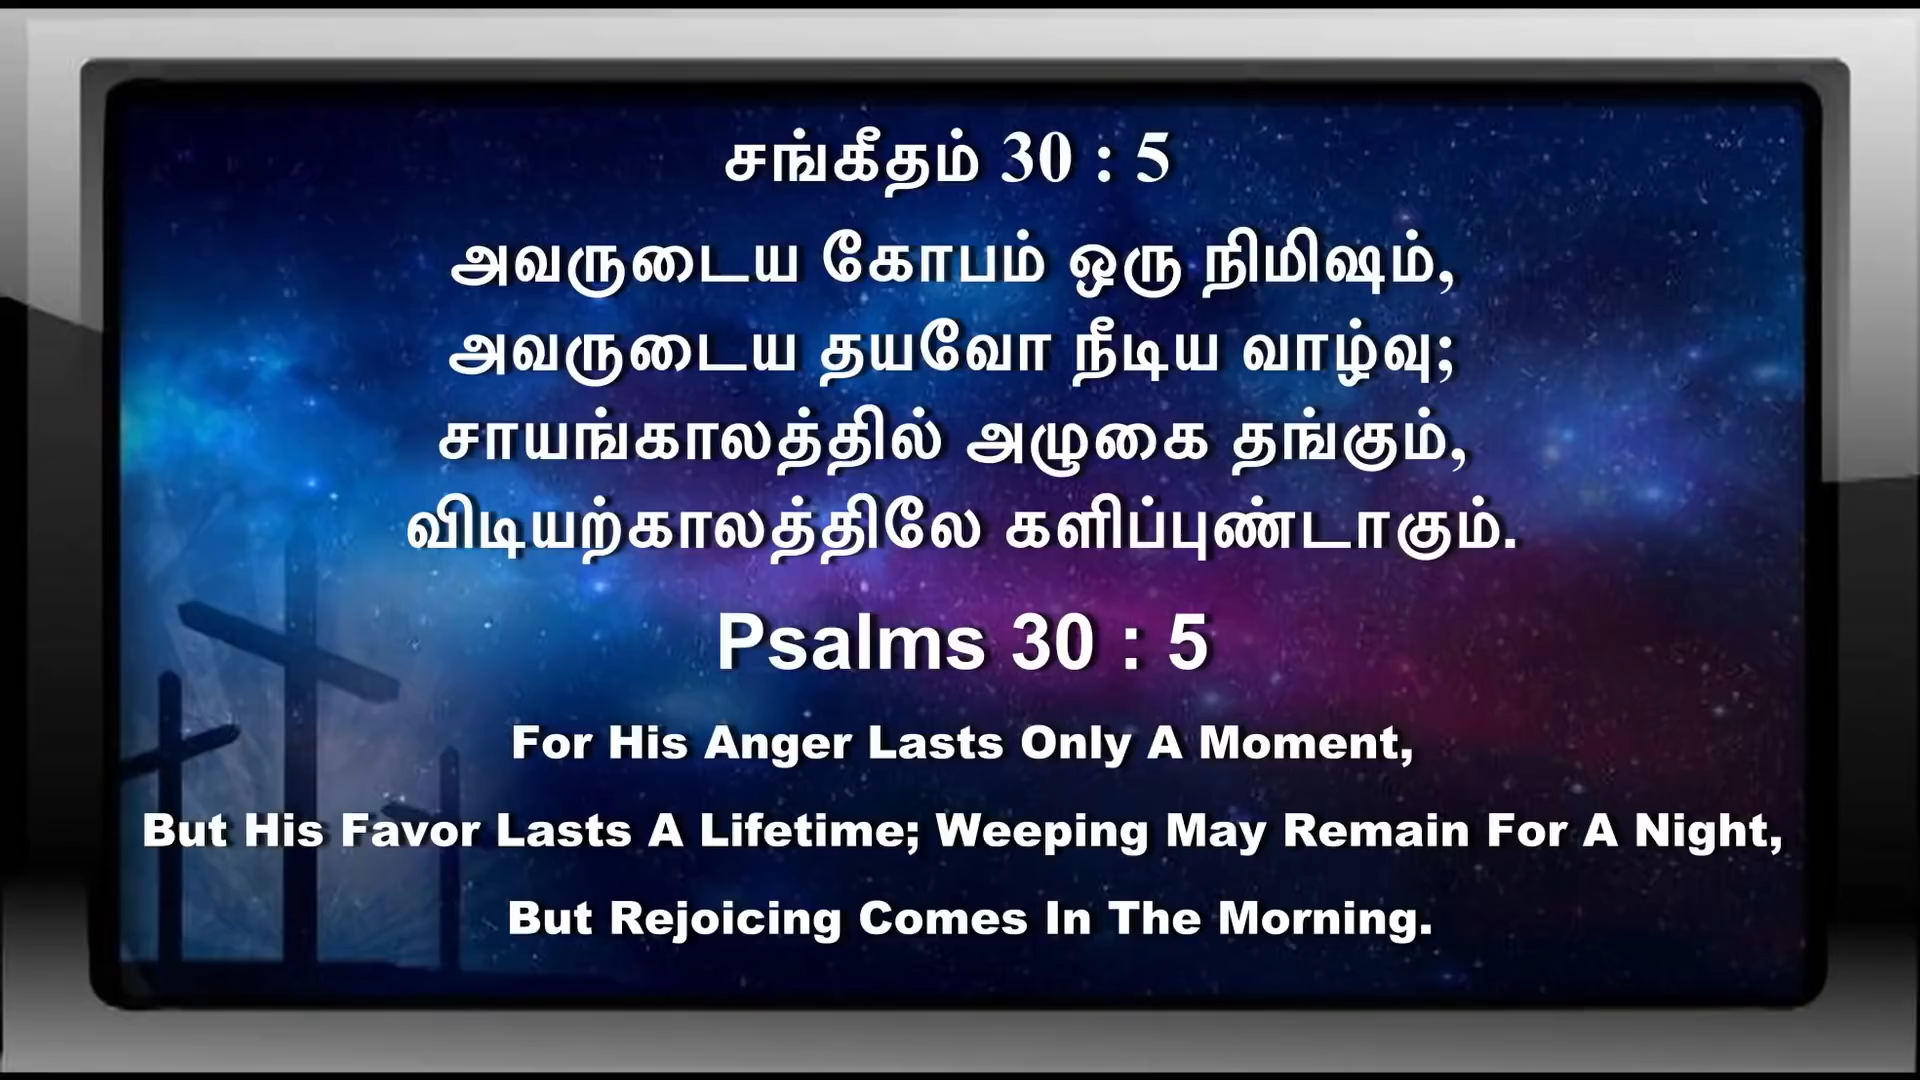 சங்கீதம் 30 : 5
அவருடைய கோபம் ஒரு நிமிஷம்,
அவருடைய தயவோ நீடிய வாழ்வு;
சாயங்காலத்தில் அழுகை தங்கும்,
விடியற்காலத்திலே களிப்புண்டாகும்.
Psalms 30 : 5
For His Anger Lasts Only A Moment,
But His Favor Lasts A Lifetime; Weeping May Remain For A Night,
But Rejoicing Comes In The Morning.